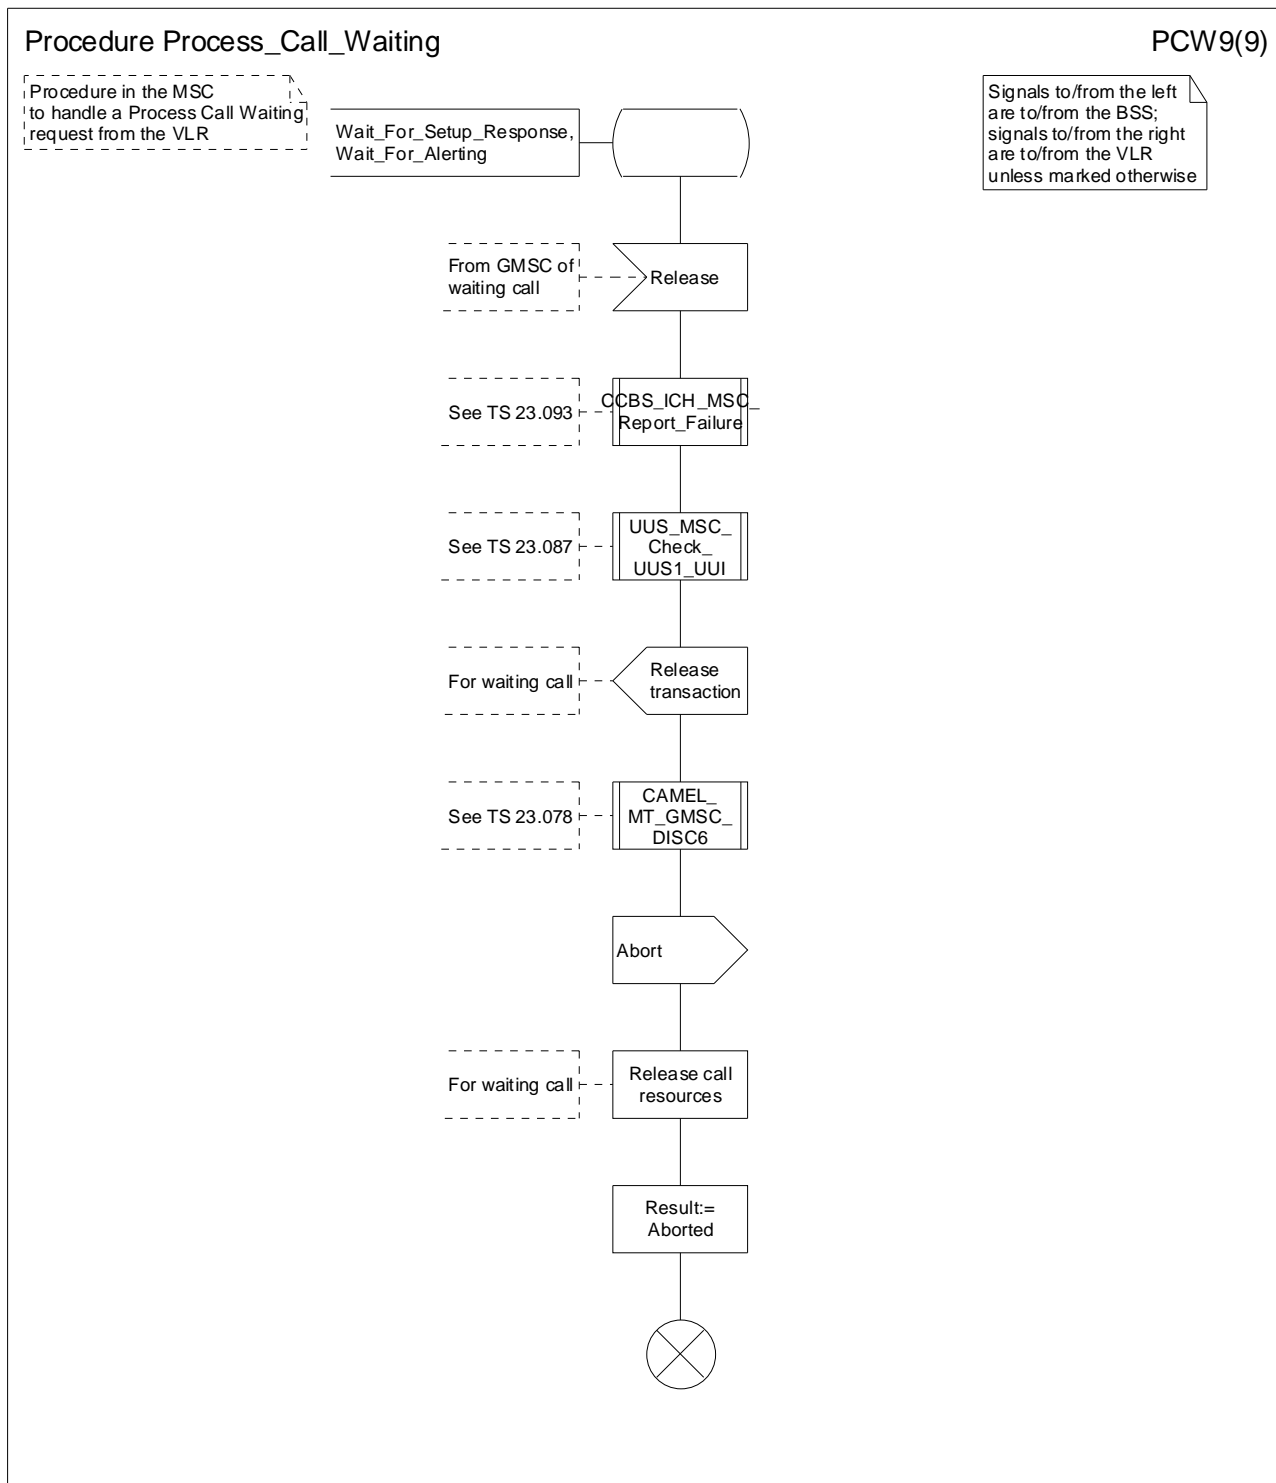 Procedure Process_Call_Waiting
PCW9(9)
Procedure in the MSC
to handle a Process Call Waiting
request from the VLR
Signals to/from the left
are to/from the BSS;
signals to/from the right
are to/from the VLR
unless marked otherwise
Wait_For_Setup_Response,
Wait_For_Alerting
From GMSC of
waiting call
Release
See TS 23.093
CCBS_ICH_MSC_
Report_Failure
See TS 23.087
UUS_MSC_
Check_
UUS1_UUI
For waiting call
Release
transaction
See TS 23.078
CAMEL_
MT_GMSC_
DISC6
Abort
For waiting call
Release call
resources
Result:=
Aborted